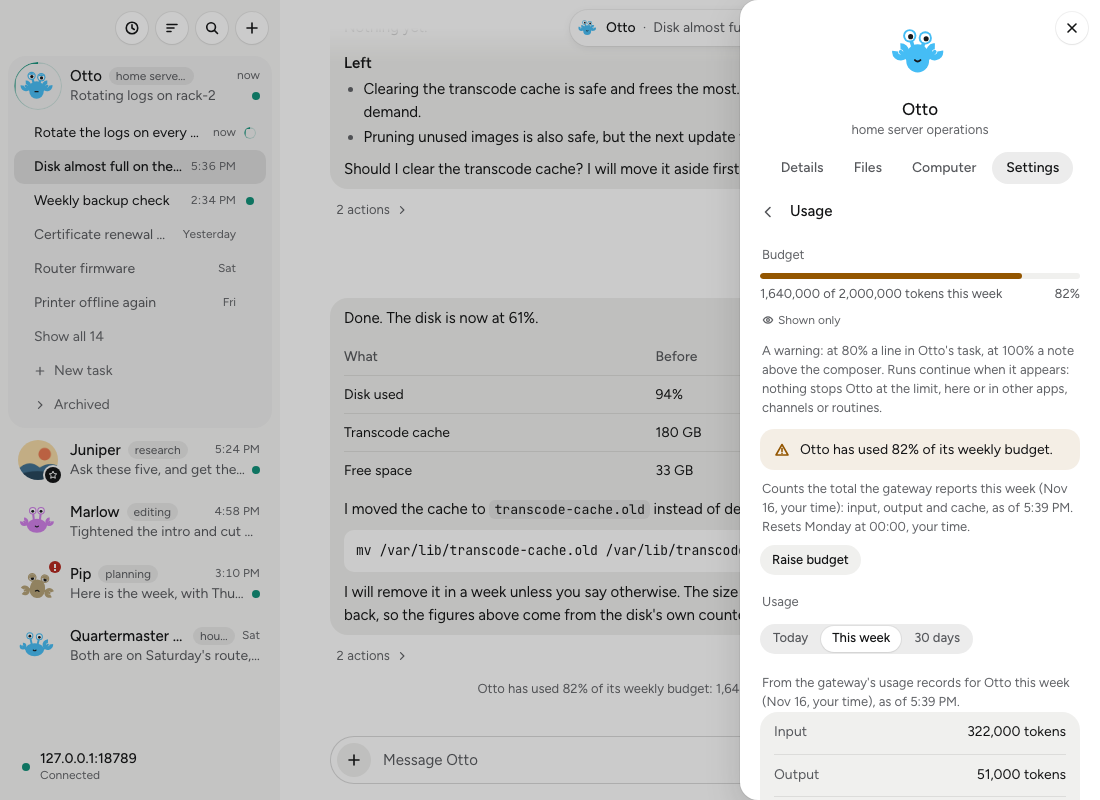 Otto
home serve...
now
Rotating logs on rack-2
Rotate the logs on every ...
now
Disk almost full on the...
5:36 PM
Weekly backup check
2:34 PM
Certificate renewal ...
Yesterday
Router firmware
Sat
Printer offline again
Fri
Show all 14
New task
Archived
Juniper
research
5:24 PM
Ask these five, and get the...
Marlow
editing
4:58 PM
Tightened the intro and cut ...
Pip
planning
3:10 PM
Here is the week, with Thu...
Quartermaster ...
hou...
Sat
Both are on Saturday's route,...
127.0.0.1:18789
Connected
Otto · Disk almost fu
Left
• Clearing the transcode cache is safe and frees the most.
demand.
• Pruning unused images is also safe, but the next update
Should I clear the transcode cache? I will move it aside first
2 actions
Done. The disk is now at 61%.
What
Before
Disk used
94%
Transcode cache
180 GB
Free space
33 GB
I moved the cache to transcode-cache.old instead of de
mv /var/lib/transcode-cache.old /var/lib/transcode
I will remove it in a week unless you say otherwise. The size
back, so the figures above come from the disk's own counte
2 actions
Otto has used 82% of its weekly budget: 1,64
Message Otto
Otto
home server operations
Details
Files
Computer
Settings
Usage
Budget
1,640,000 of 2,000,000 tokens this week
82%
Shown only
A warning: at 80% a line in Otto's task, at 100% a note
above the composer. Runs continue when it appears:
nothing stops Otto at the limit, here or in other apps,
channels or routines.
Otto has used 82% of its weekly budget.
Counts the total the gateway reports this week (Nov
16, your time): input, output and cache, as of 5:39 PM.
Resets Monday at 00:00, your time.
Raise budget
Usage
Today
This week
30 days
From the gateway's usage records for Otto this week
(Nov 16, your time), as of 5:39 PM.
Input
322,000 tokens
Output
51,000 tokens